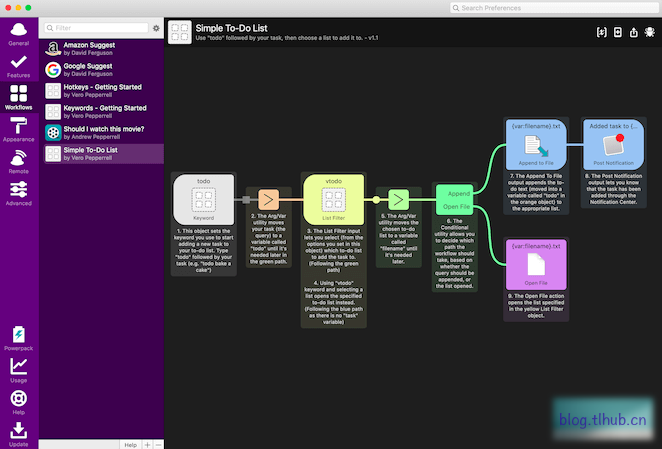 Search Preferences
General
Features
Workflows
Appearance
Remote
Advanced
Powerpack
Usage
Help
Update
Filter
Amazon Suggest
by David Ferguson
Google Suggest
by David Ferguson
Hotkeys - Getting Started
by Vero Pepperrell
Keywords - Getting Started
by Vero Pepperrell
Should I watch this movie?
by Andrew Pepperrell
Simple To-Do List
by Vero Pepperrell
Help
+
−
Simple To-Do List
Use "todo" followed by your task, then choose a list to add it to. - v1.1
todo
Keyword
1. This object sets the
keyword you use to start
adding a new task to
your to-do list. Type
"todo" followed by your
task (e.g. "todo bake a
cake")
2. The Arg/Var
utility moves
your task (the
query) to a
variable called
"todo" until it's
needed later in
the green path.
vtodo
List Filter
3. The List Filter input
lets you select (from the
options you set in this
object) which to-do list
to add the task to.
(Following the green
path)
4. Using "vtodo"
keyword and selecting a
list opens the specified
to-do list instead.
(Following the blue path
as there is no "task"
variable)
5. The Arg/Var
utility moves the
chosen to-do
list to a variable
called
"filename" until
it's needed
later.
Append
Open File
6. The
Conditional
utility allows you
to decide which
path the
workflow should
take, based on
whether the
query should be
appended, or
the list opened.
{var:filename}.txt
Append to File
7. The Append To File
output appends the to-
do text (moved into a
variable called "todo" in
the orange object) to
the appropriate list.
Added task to {...
Post Notification
8. The Post Notification
output lets you know
that the task has been
added through the
Notification Center.
{var:filename}.txt
Open File
9. The Open File action
opens the list specified
in the yellow List Filter
object.
blog.tlhub.cn